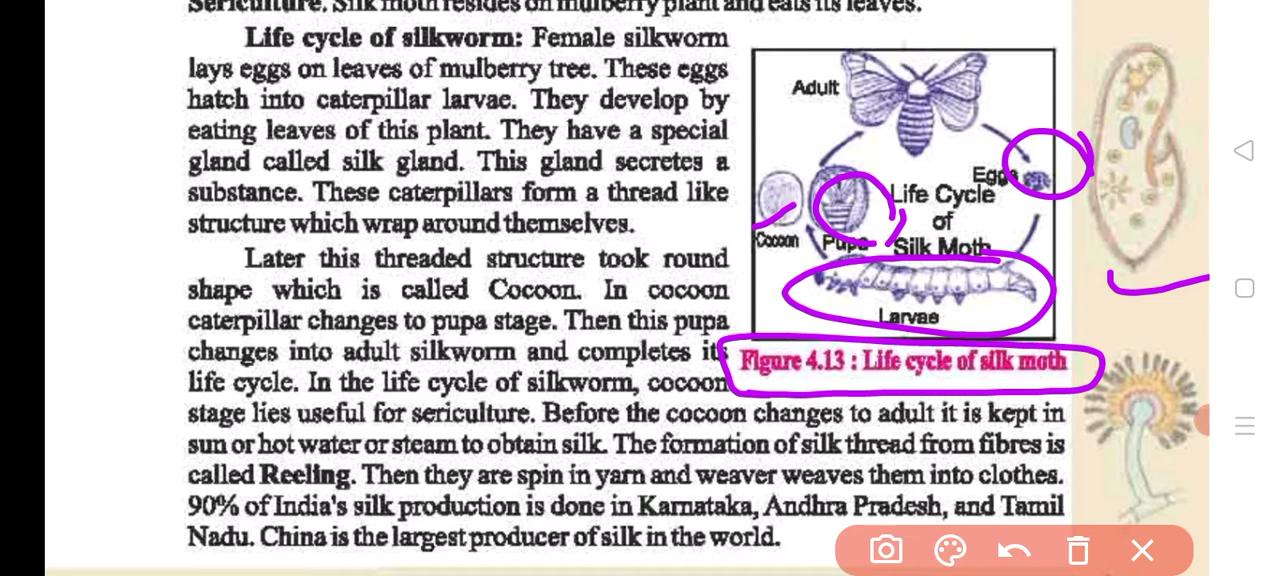 Sericulture. Silk moth resides on mulberry plant and eats its leaves.
Life cycle of silkworm: Female silkworm
lays eggs on leaves of mulberry tree. These eggs
hatch into caterpillar larvae. They develop by
eating leaves of this plant. They have a special
gland called silk gland. This gland secretes a
substance. These caterpillars form a thread like
structure which wrap around themselves.
Later this threaded structure took round
shape which is called Cocoon. In cocoon
caterpillar changes to pupa stage. Then this pupa
changes into adult silkworm and completes its
life cycle. In the life cycle of silkworm, cocoon
stage lies useful for sericulture. Before the cocoon changes to adult it is kept in
sun or hot water or steam to obtain silk. The formation of silk thread from fibres is
called Reeling. Then they are spin in yarn and weaver weaves them into clothes.
90% of India's silk production is done in Karnataka, Andhra Pradesh, and Tamil
Nadu. China is the largest producer of silk in the world.
Adult
Eggs
Life Cycle
of
Silk Moth
Cocoon
Pupa
Larvae
Figure 4.13 : Life cycle of silk moth